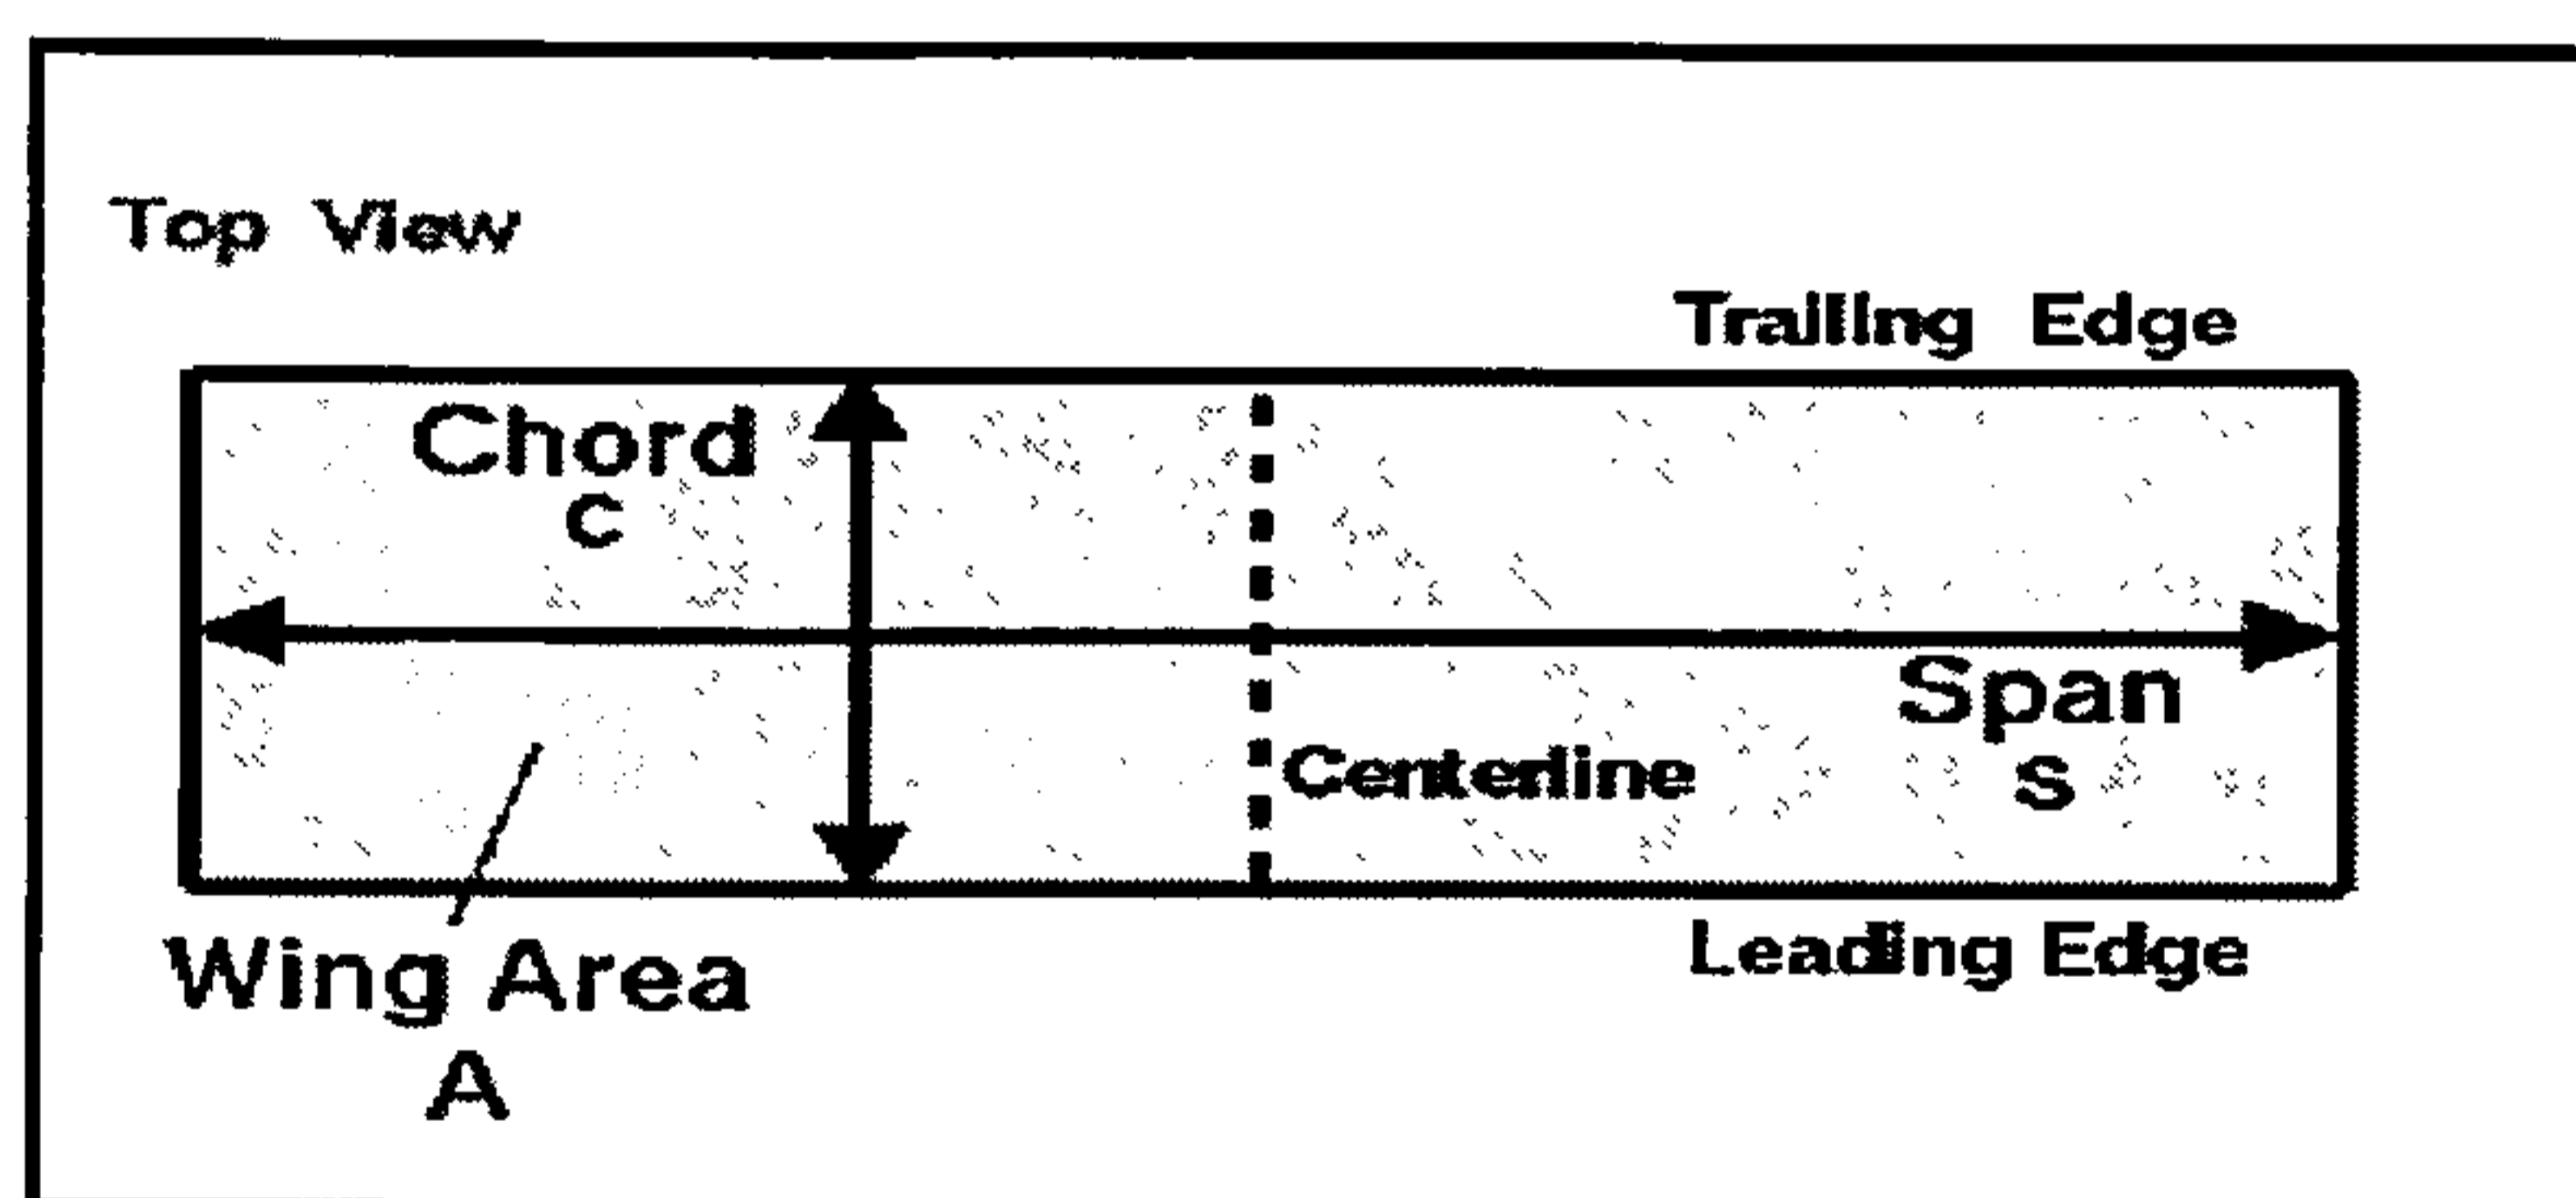 Top View
Trailing Edge
Chord
c
Span
s
Centerline
Leading Edge
Wing Area
A